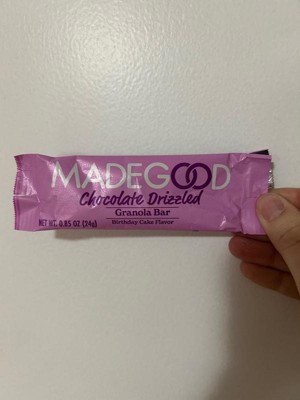 MADEGOOD
Chocolate Drizzled
Granola Bar
Birthday Cake Flavor
NET WT. 0.85 OZ (24g)